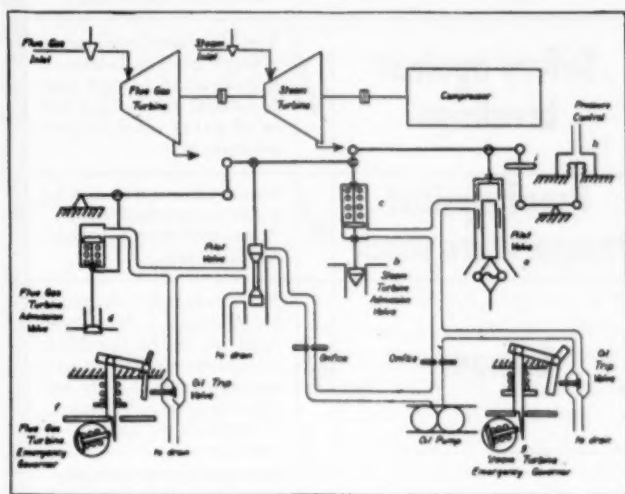 Flue Gas
Inlet
Steam
Inlet
Flue Gas
Turbine
Steam
Turbine
Compressor
Pressure
Control
h
i
c
Pilot
Valve
Pilot
Valve
a
b
Steam
Turbine
Admission
Valve
Flue Gas
Turbine
Admission
Valve
d
to drain
Orifice
Orifice
Oil Trip
Valve
Oil Trip
Valve
f
Flue Gas
Turbine
Emergency
Governor
to drain
Oil Pump
g
Steam Turbine
Emergency Governor
to drain